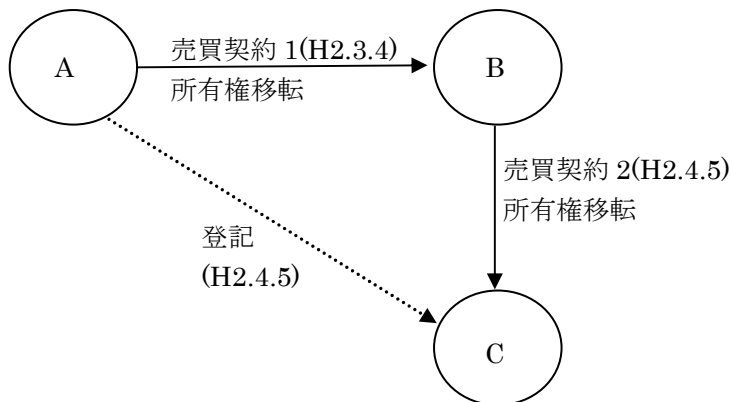 A
売買契約 1(H2.3.4)
所有権移転
B
売買契約 2(H2.4.5)
所有権移転
登記
(H2.4.5)
C